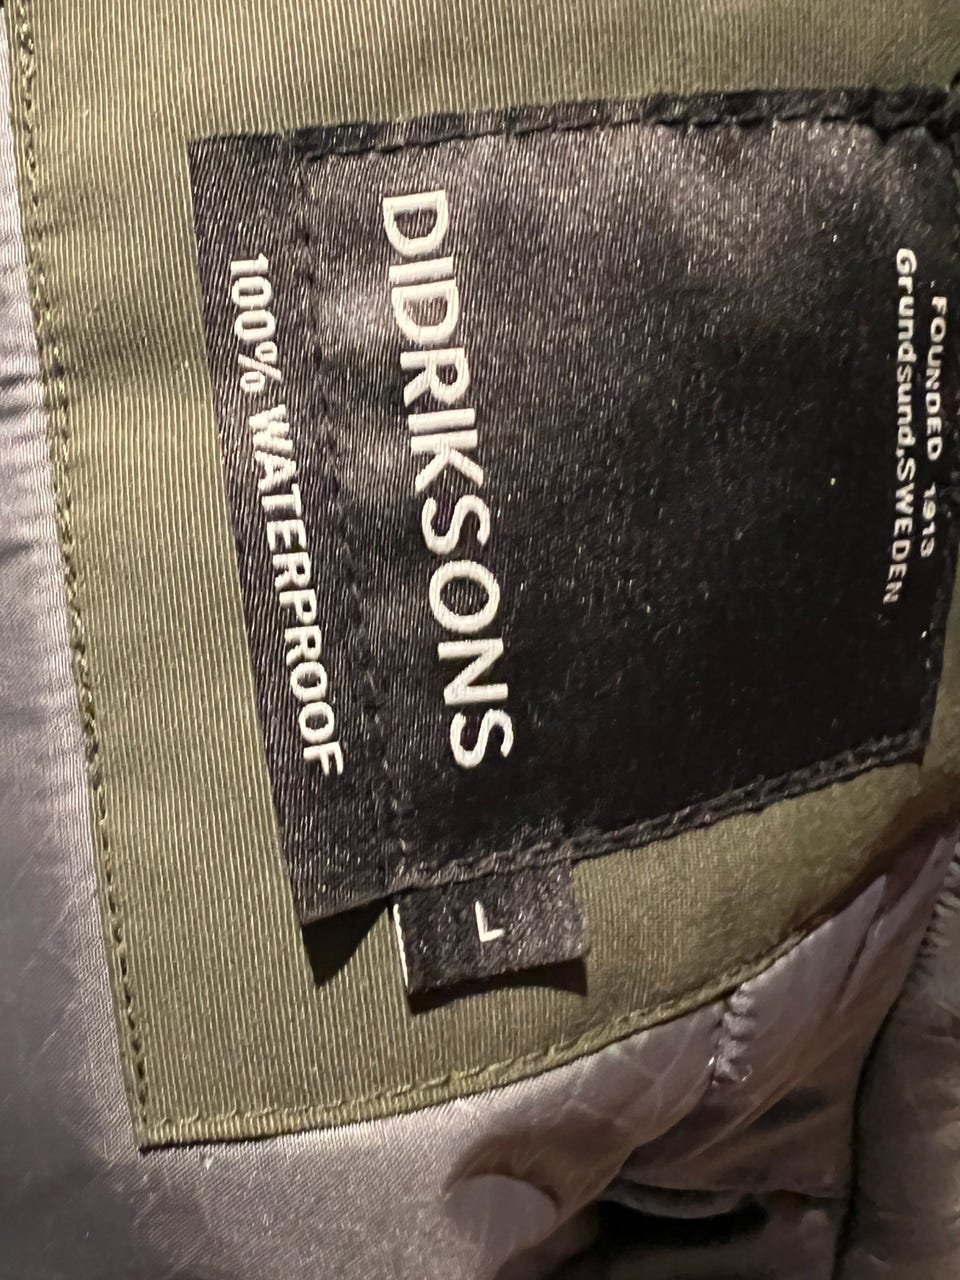 FOUNDED 1913
Grundsund,SWEDEN.
DIDRIKSONS
100% WATERPROOF
L